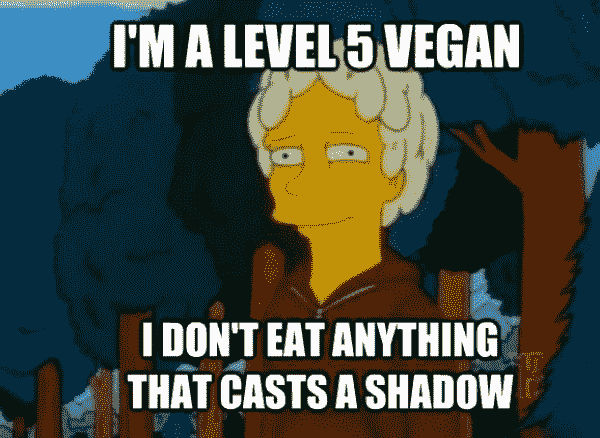 I'M A LEVEL 5 VEGAN
I DON'T EAT ANYTHING
THAT CASTS A SHADOW